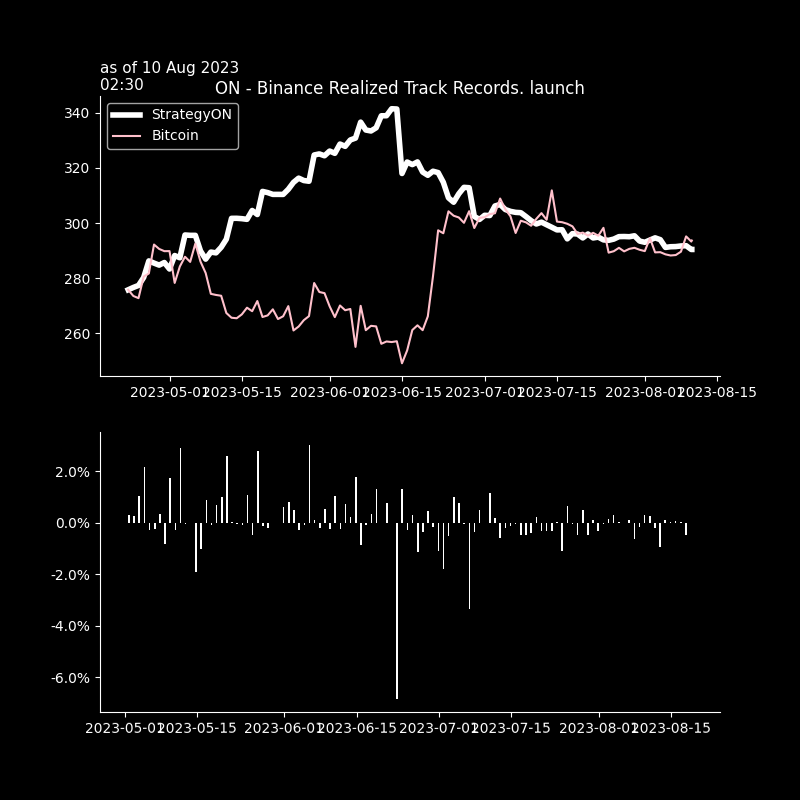 as of 10 Aug 2023
02:30
ON - Binance Realized Track Records. launch
StrategyON
Bitcoin
340
320
300
280
260
2023-05-01 2023-05-15 2023-06-01 2023-06-15 2023-07-01 2023-07-15 2023-08-01 2023-08-15
2.0%
0.0%
-2.0%
-4.0%
-6.0%
2023-05-01 2023-05-15 2023-06-01 2023-06-15 2023-07-01 2023-07-15 2023-08-01 2023-08-15